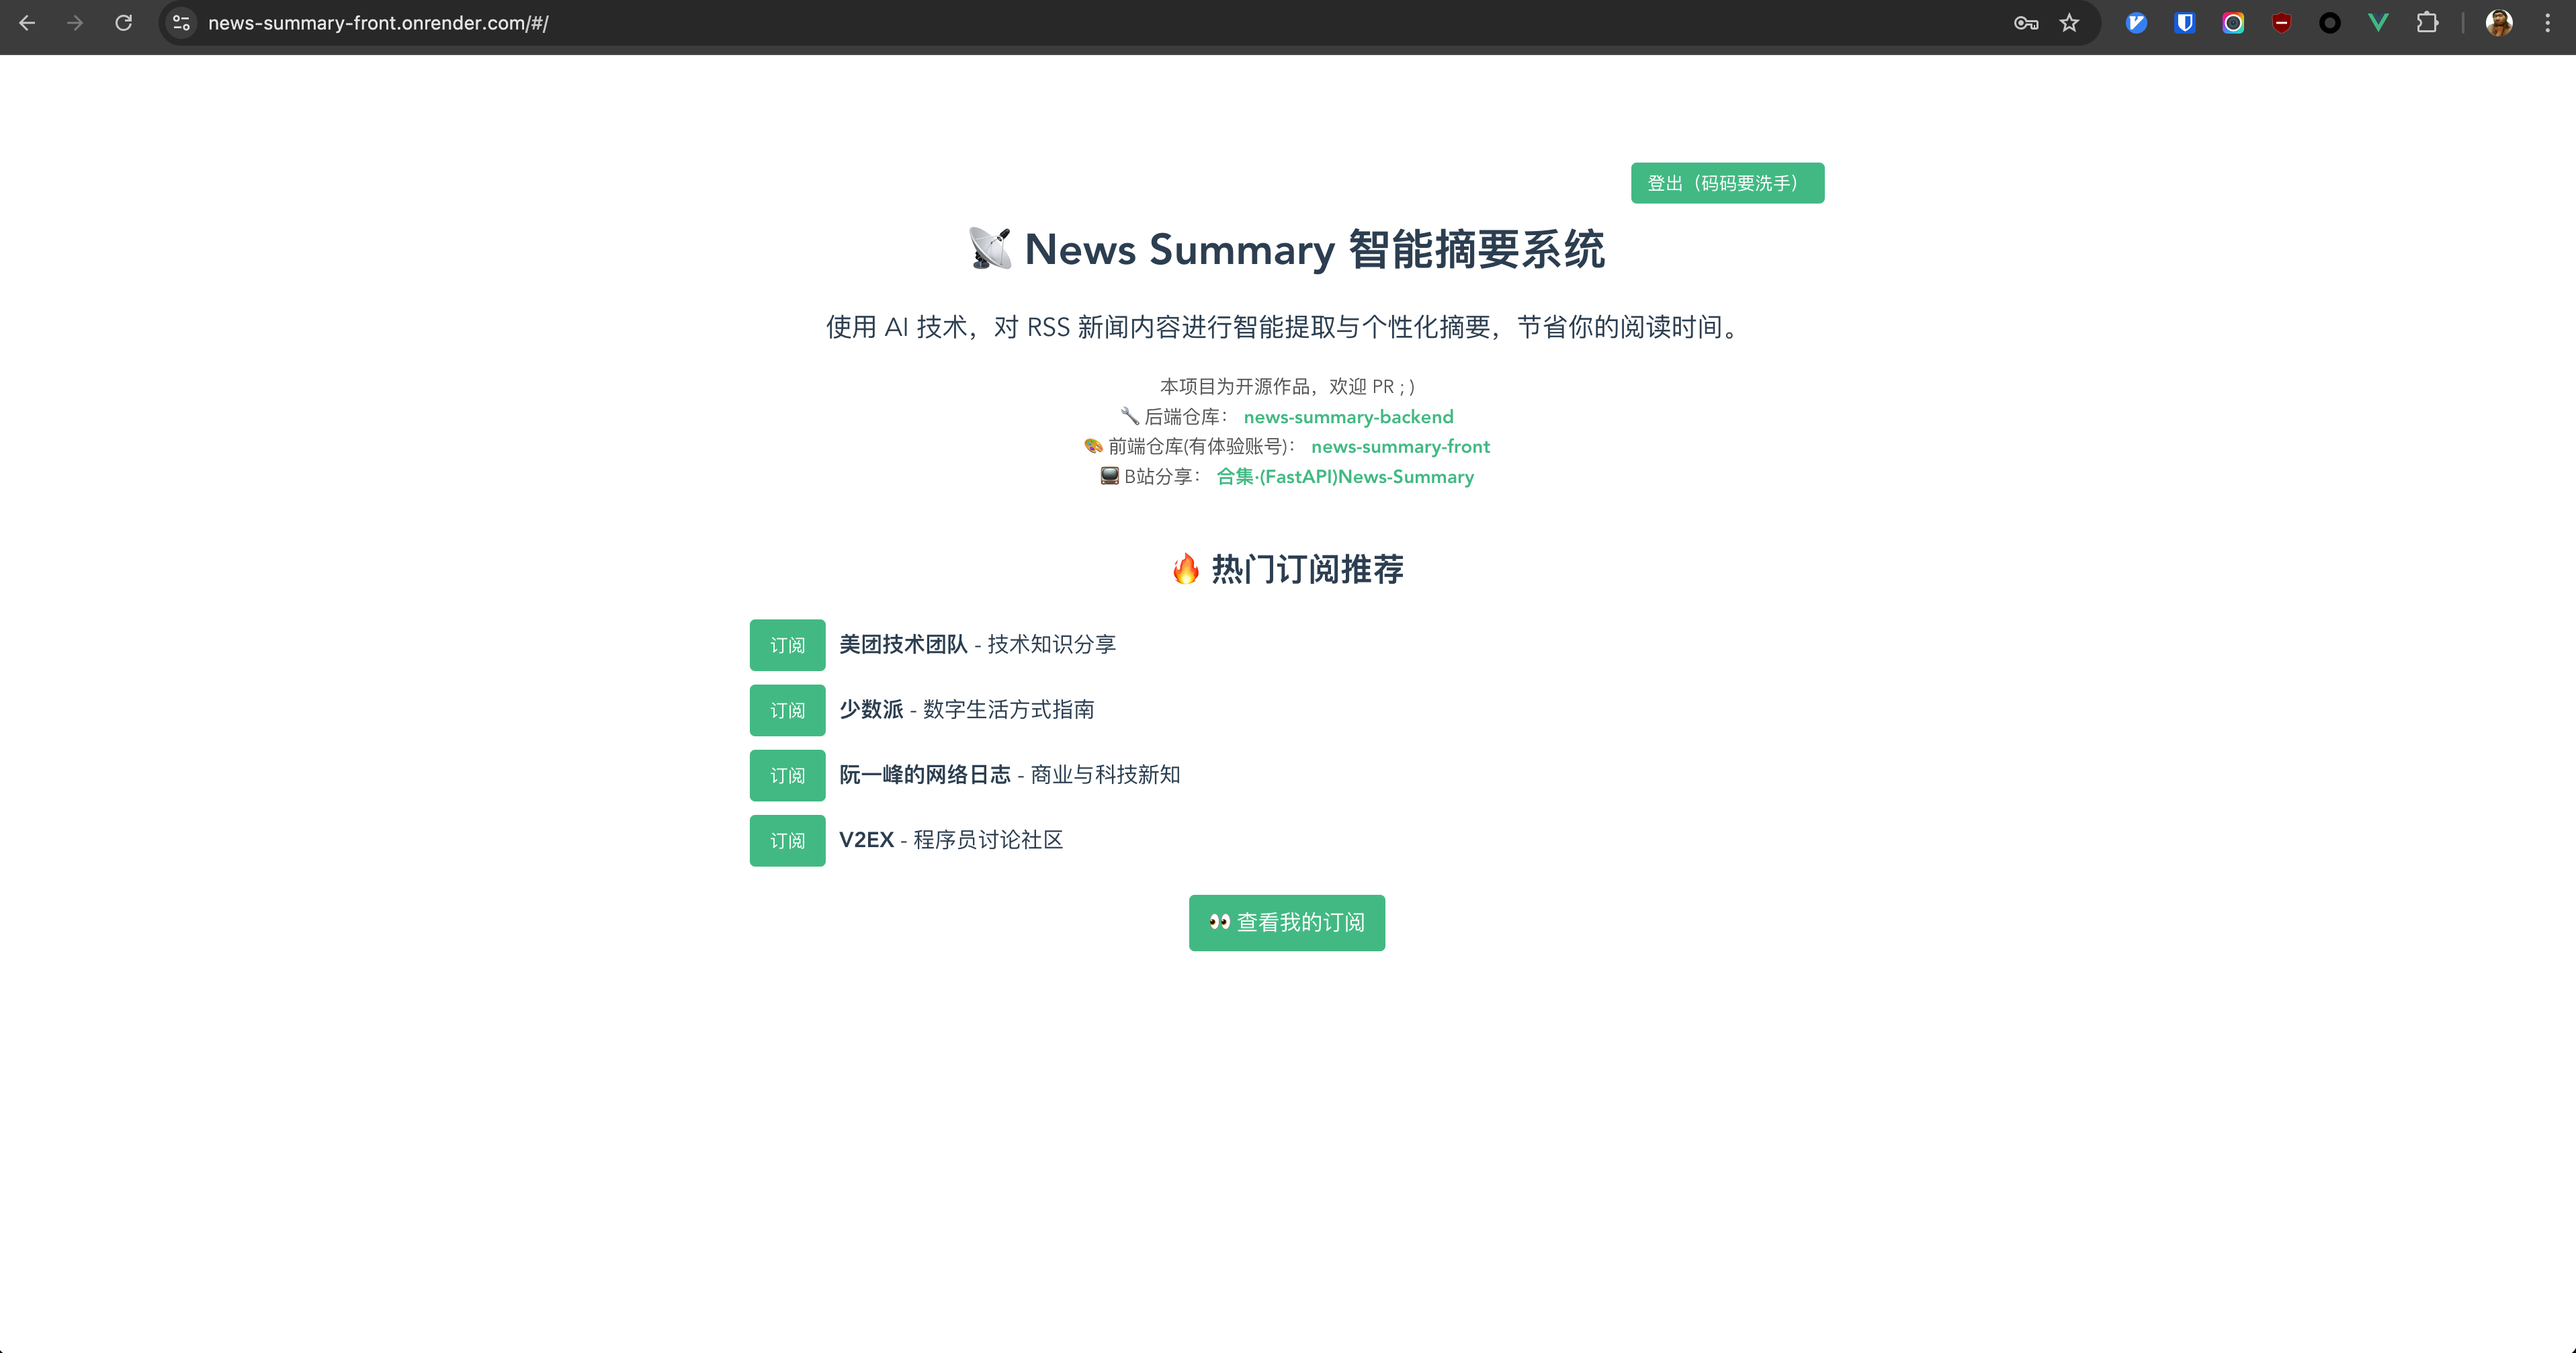 news-summary-front.onrender.com/#/
登出（码码要洗手）
📡 News Summary 智能摘要系统
使用 AI 技术，对 RSS 新闻内容进行智能提取与个性化摘要，节省你的阅读时间。
本项目为开源作品，欢迎 PR ; )
🔧 后端仓库： news-summary-backend
🎨 前端仓库(有体验账号)： news-summary-front
📺 B站分享： 合集·(FastAPI)News-Summary
🔥 热门订阅推荐
订阅 美团技术团队 - 技术知识分享
订阅 少数派 - 数字生活方式指南
订阅 阮一峰的网络日志 - 商业与科技新知
订阅 V2EX - 程序员讨论社区
👀 查看我的订阅